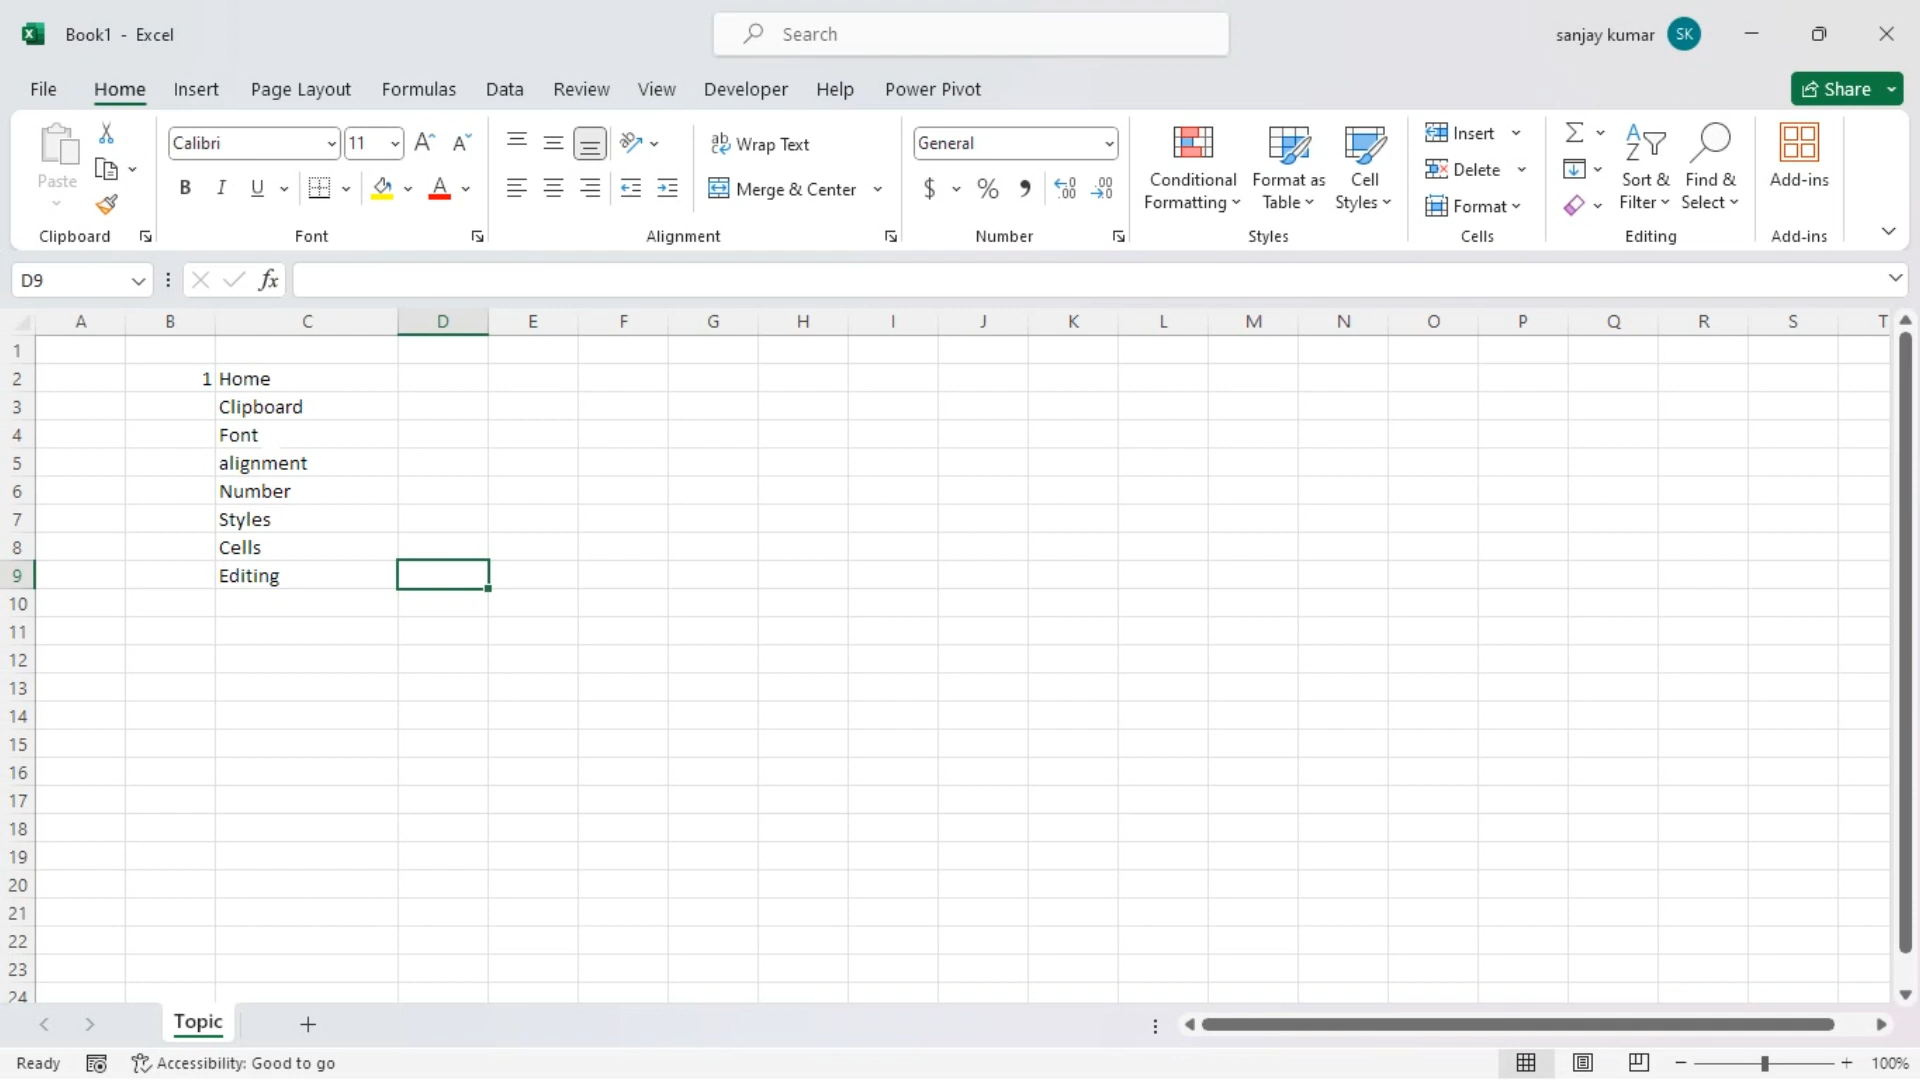 Book1 - Excel
Search
sanjay kumar SK
File Home Insert Page Layout Formulas Data Review View Developer Help Power Pivot Share
Paste
Calibri 11
Wrap Text
General
Conditional Formatting
Format as Table
Cell Styles
Insert
Delete
Format
Sort & Filter
Find & Select
Add-ins
B I U A
Merge & Center
$ % ,
Clipboard Font Alignment Number Styles Cells Editing Add-ins
D9 fx
A B C D E F G H I J K L M N O P Q R S T
1
2 1 Home
3 Clipboard
4 Font
5 alignment
6 Number
7 Styles
8 Cells
9 Editing
10
11
12
13
14
15
16
17
18
19
20
21
22
23
24
Topic
Ready Accessibility: Good to go 100%